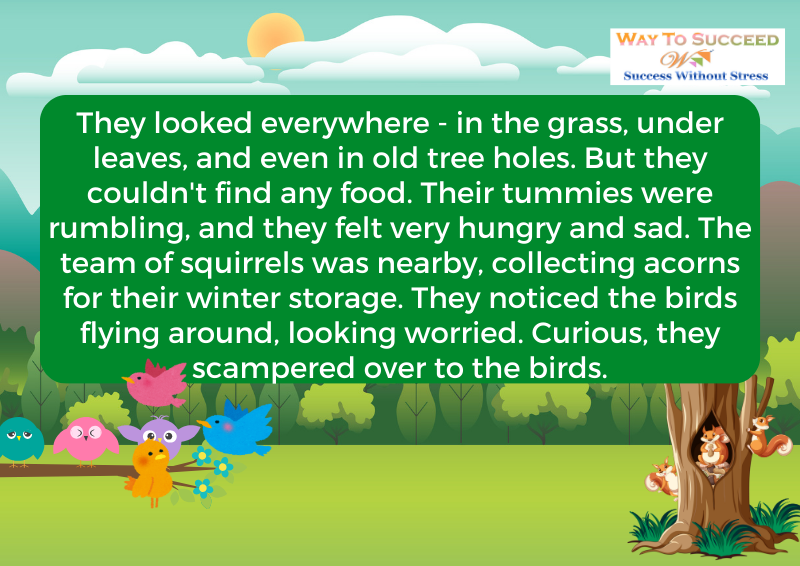 WAY TO SUCCEED
W
Success Without Stress
They looked everywhere - in the grass, under
leaves, and even in old tree holes. But they
couldn't find any food. Their tummies were
rumbling, and they felt very hungry and sad. The
team of squirrels was nearby, collecting acorns
for their winter storage. They noticed the birds
flying around, looking worried. Curious, they
scampered over to the birds.